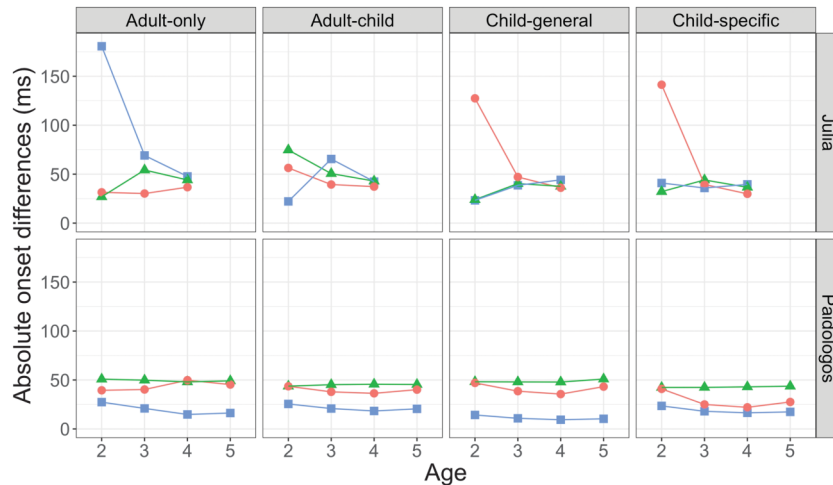 Adult-only Adult-child Child-general Child-specific
Absolute onset differences (ms)
150
100
50
0
Julia
150
100
50
0
Paidologos
2 3 4 5 2 3 4 5 2 3 4 5 2 3 4 5
Age